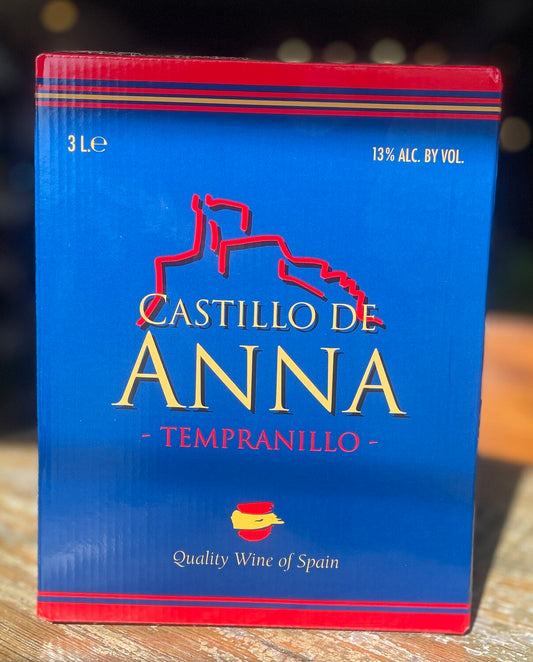 3 L.℮
13% ALC. BY VOL.
CASTILLO DE
ANNA
- TEMPRANILLO -
Quality Wine of Spain